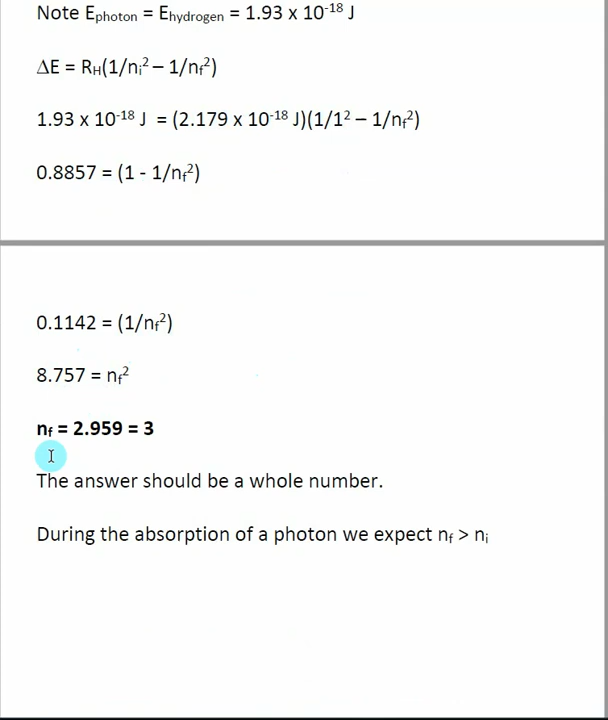 Note Ephoton = Ehydrogen = 1.93 x 10⁻¹⁸ J
ΔE = RH(1/nᵢ² – 1/nf²)
1.93 x 10⁻¹⁸ J = (2.179 x 10⁻¹⁸ J)(1/1² – 1/nf²)
0.8857 = (1 - 1/nf²)
0.1142 = (1/nf²)
8.757 = nf²
nf = 2.959 = 3
The answer should be a whole number.
During the absorption of a photon we expect nf > nᵢ